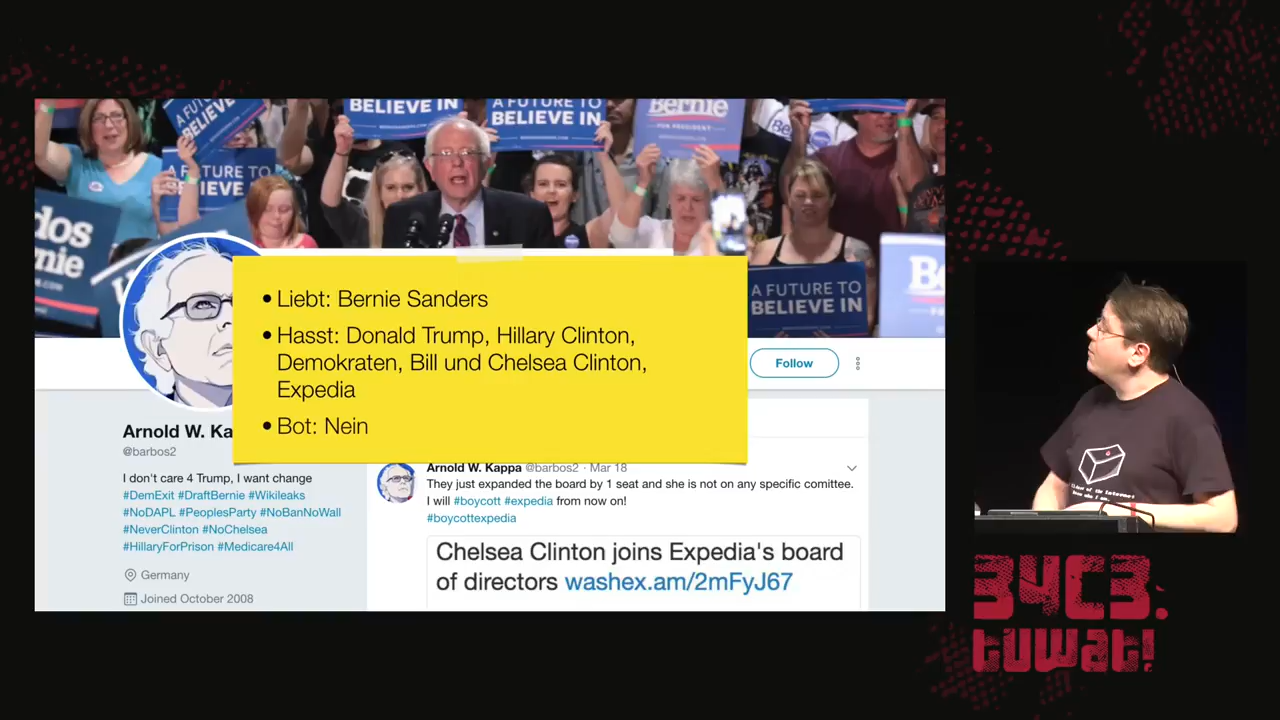 BELIEVE IN
A FUTURE TO
BELIEVE IN
Bernie
FOR PRESIDENT
A FUTURE TO
BELIEVE IN
A FUTURE TO
BELIEVE IN
• Liebt: Bernie Sanders
• Hasst: Donald Trump, Hillary Clinton,
Demokraten, Bill und Chelsea Clinton,
Expedia
• Bot: Nein
Follow
Arnold W. Ka
@barbos2
I don't care 4 Trump, I want change
#DemExit #DraftBernie #Wikileaks
#NoDAPL #PeoplesParty #NoBanNoWall
#NeverClinton #NoChelsea
#HillaryForPrison #Medicare4All
Germany
Joined October 2008
Arnold W. Kappa @barbos2 · Mar 18
They just expanded the board by 1 seat and she is not on any specific comittee.
I will #boycott #expedia from now on!
#boycottexpedia
Chelsea Clinton joins Expedia's board
of directors washex.am/2mFyJ67
34C3.
tuwat!